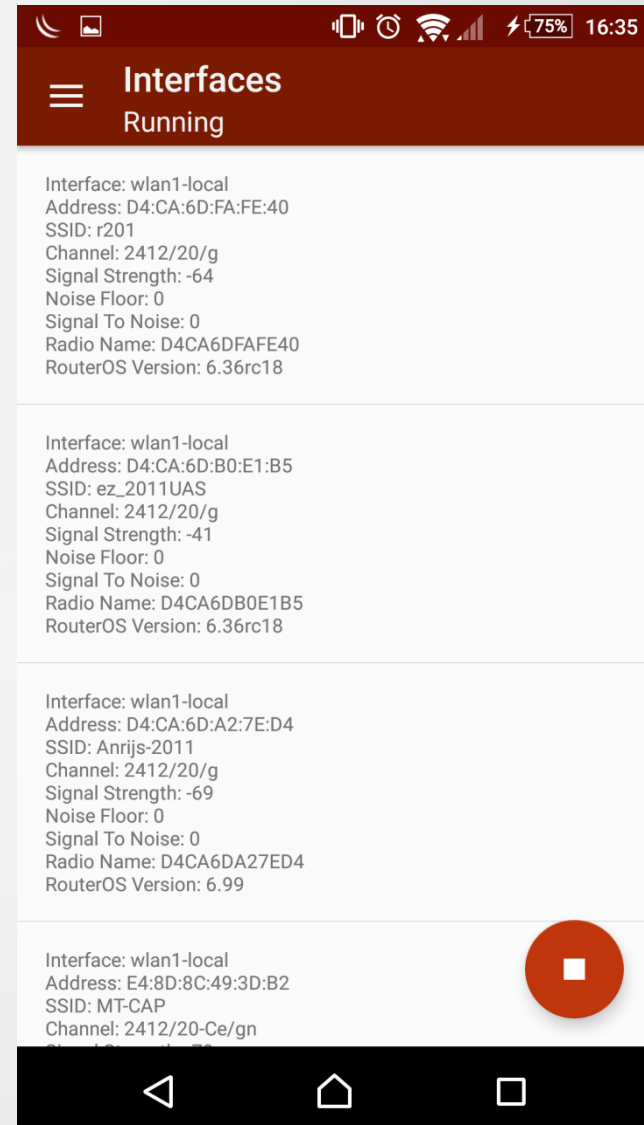 75% 16:35
Interfaces
Running
Interface: wlan1-local
Address: D4:CA:6D:FA:FE:40
SSID: r201
Channel: 2412/20/g
Signal Strength: -64
Noise Floor: 0
Signal To Noise: 0
Radio Name: D4CA6DFAFE40
RouterOS Version: 6.36rc18
Interface: wlan1-local
Address: D4:CA:6D:B0:E1:B5
SSID: ez_2011UAS
Channel: 2412/20/g
Signal Strength: -41
Noise Floor: 0
Signal To Noise: 0
Radio Name: D4CA6DB0E1B5
RouterOS Version: 6.36rc18
Interface: wlan1-local
Address: D4:CA:6D:A2:7E:D4
SSID: Anrijs-2011
Channel: 2412/20/g
Signal Strength: -69
Noise Floor: 0
Signal To Noise: 0
Radio Name: D4CA6DA27ED4
RouterOS Version: 6.99
Interface: wlan1-local
Address: E4:8D:8C:49:3D:B2
SSID: MT-CAP
Channel: 2412/20-Ce/gn